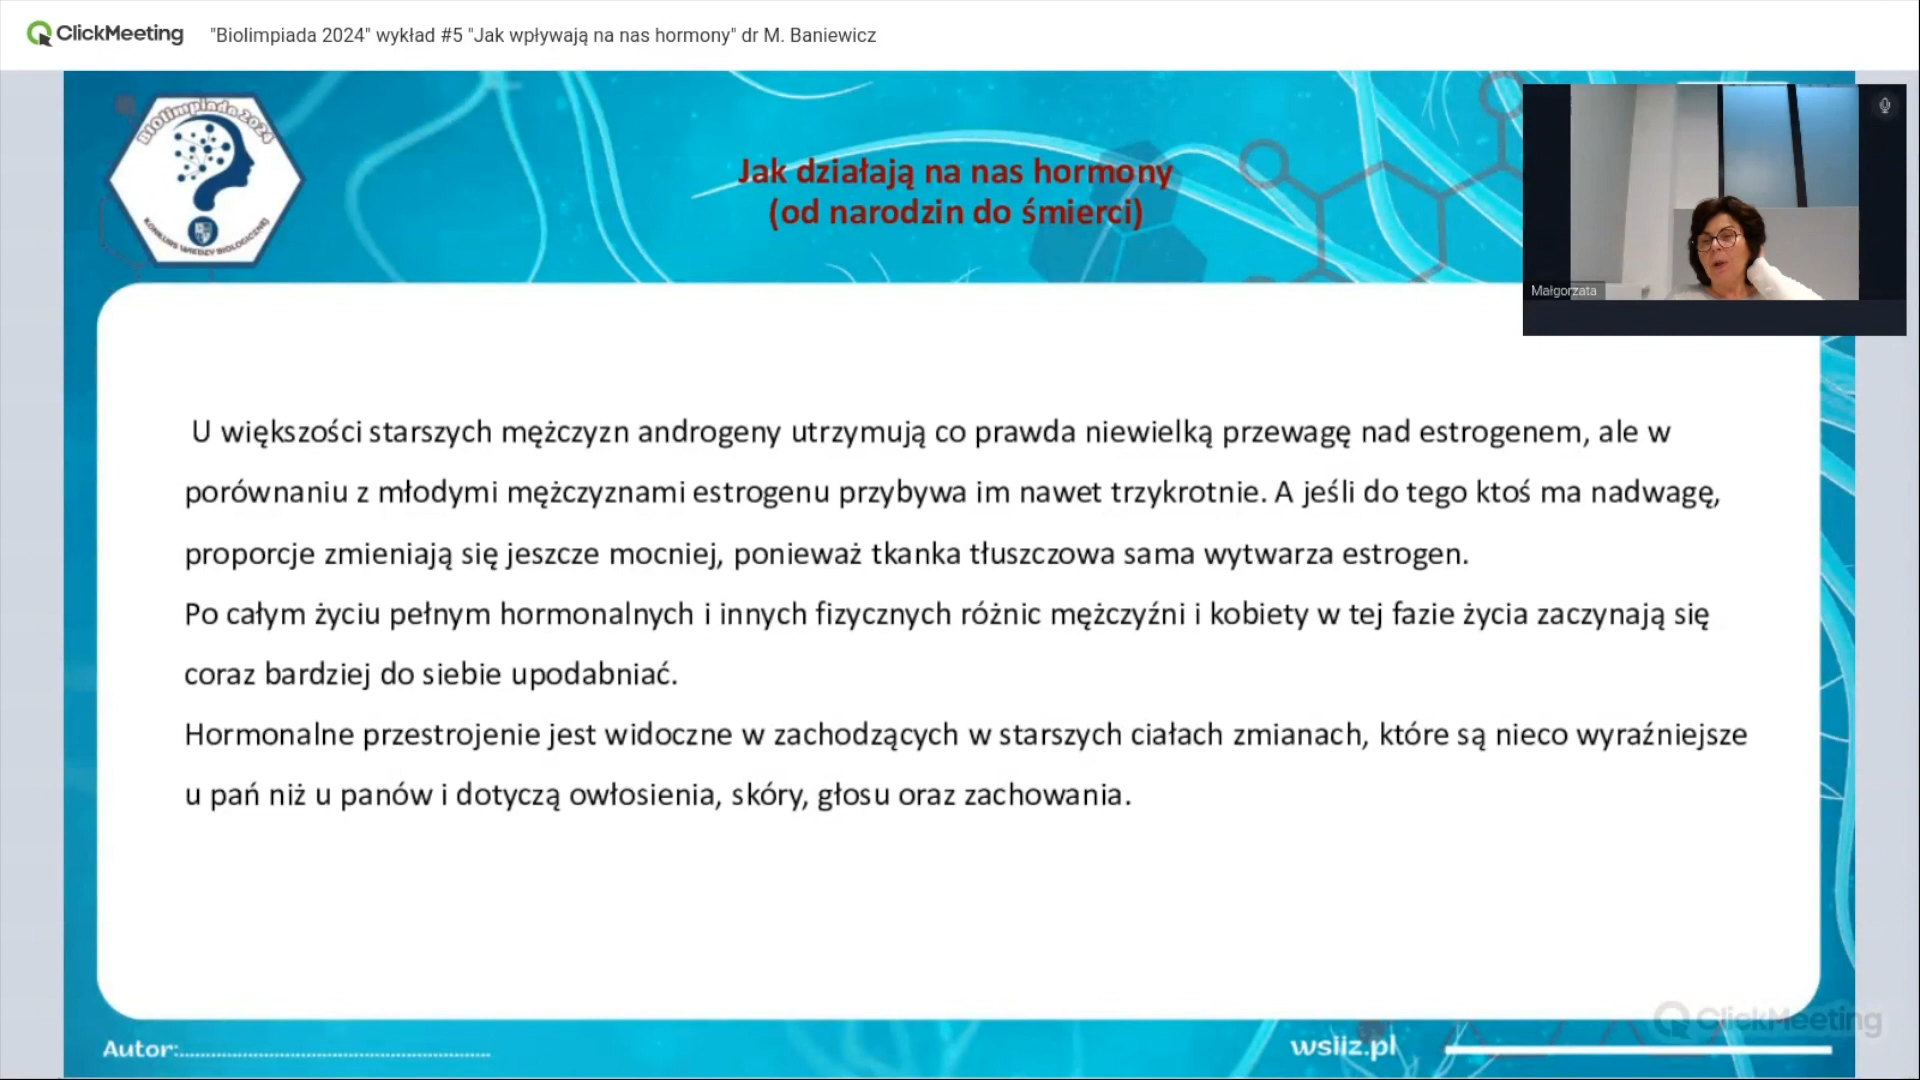 ClickMeeting "Biolimpiada 2024" wykład #5 "Jak wpływają na nas hormony" dr M. Baniewicz
Biolimpiada 2024
KONKURS WIEDZY BIOLOGICZNEJ
Jak działają na nas hormony
(od narodzin do śmierci)
Małgorzata
U większości starszych mężczyzn androgeny utrzymują co prawda niewielką przewagę nad estrogenem, ale w
porównaniu z młodymi mężczyznami estrogenu przybywa im nawet trzykrotnie. A jeśli do tego ktoś ma nadwagę,
proporcje zmieniają się jeszcze mocniej, ponieważ tkanka tłuszczowa sama wytwarza estrogen.
Po całym życiu pełnym hormonalnych i innych fizycznych różnic mężczyźni i kobiety w tej fazie życia zaczynają się
coraz bardziej do siebie upodabniać.
Hormonalne przestrojenie jest widoczne w zachodzących w starszych ciałach zmianach, które są nieco wyraźniejsze
u pań niż u panów i dotyczą owłosienia, skóry, głosu oraz zachowania.
ClickMeeting
Autor:....................................................
wsiiz.pl